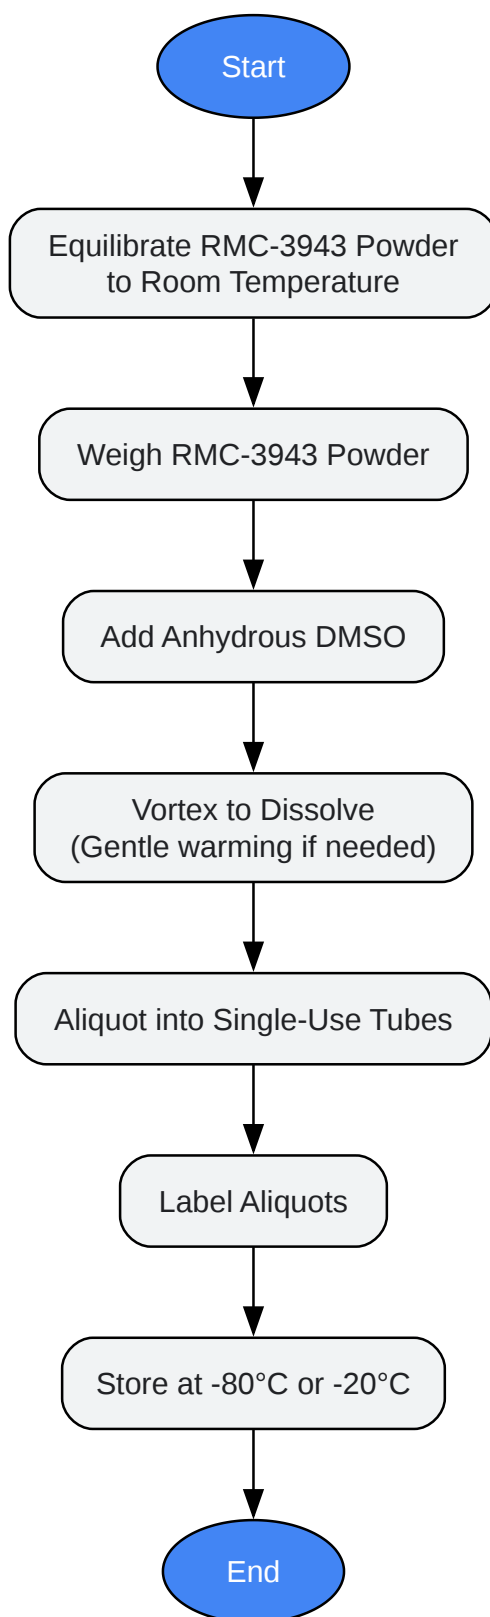 Start
Equilibrate RMC-3943 Powder
to Room Temperature
Weigh RMC-3943 Powder
Add Anhydrous DMSO
Vortex to Dissolve
(Gentle warming if needed)
Aliquot into Single-Use Tubes
Label Aliquots
Store at -80°C or -20°C
End